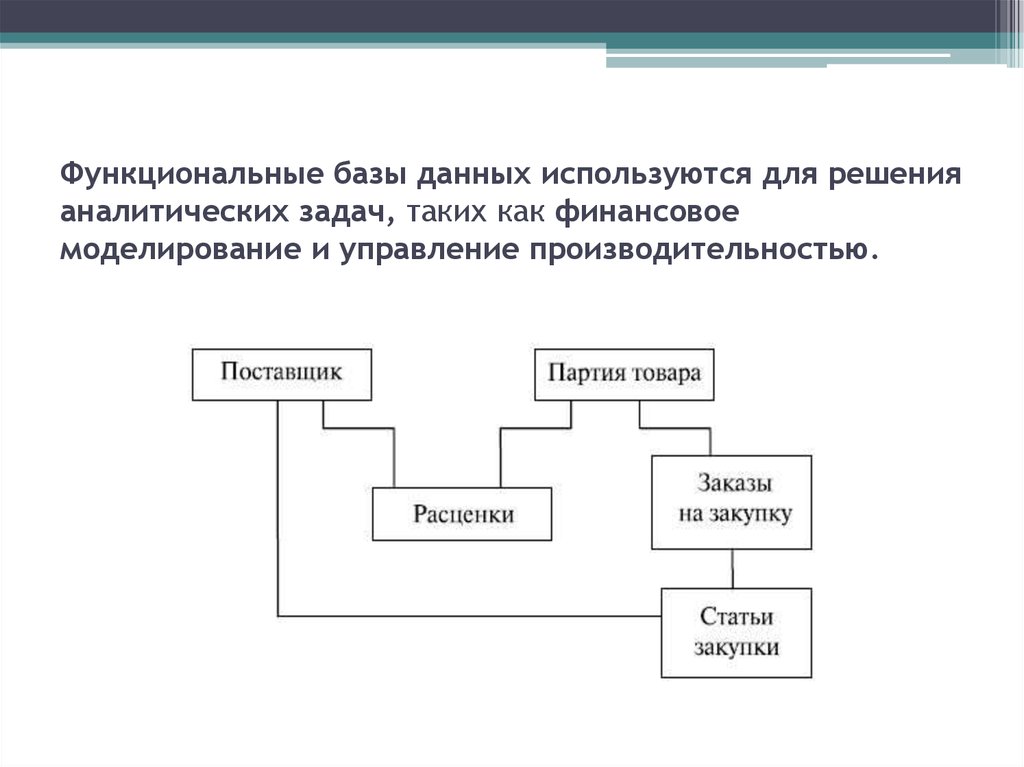 Функциональные базы данных используются для решения
аналитических задач, таких как финансовое
моделирование и управление производительностью.
Поставщик
Партия товара
Расценки
Заказы
на закупку
Статьи
закупки